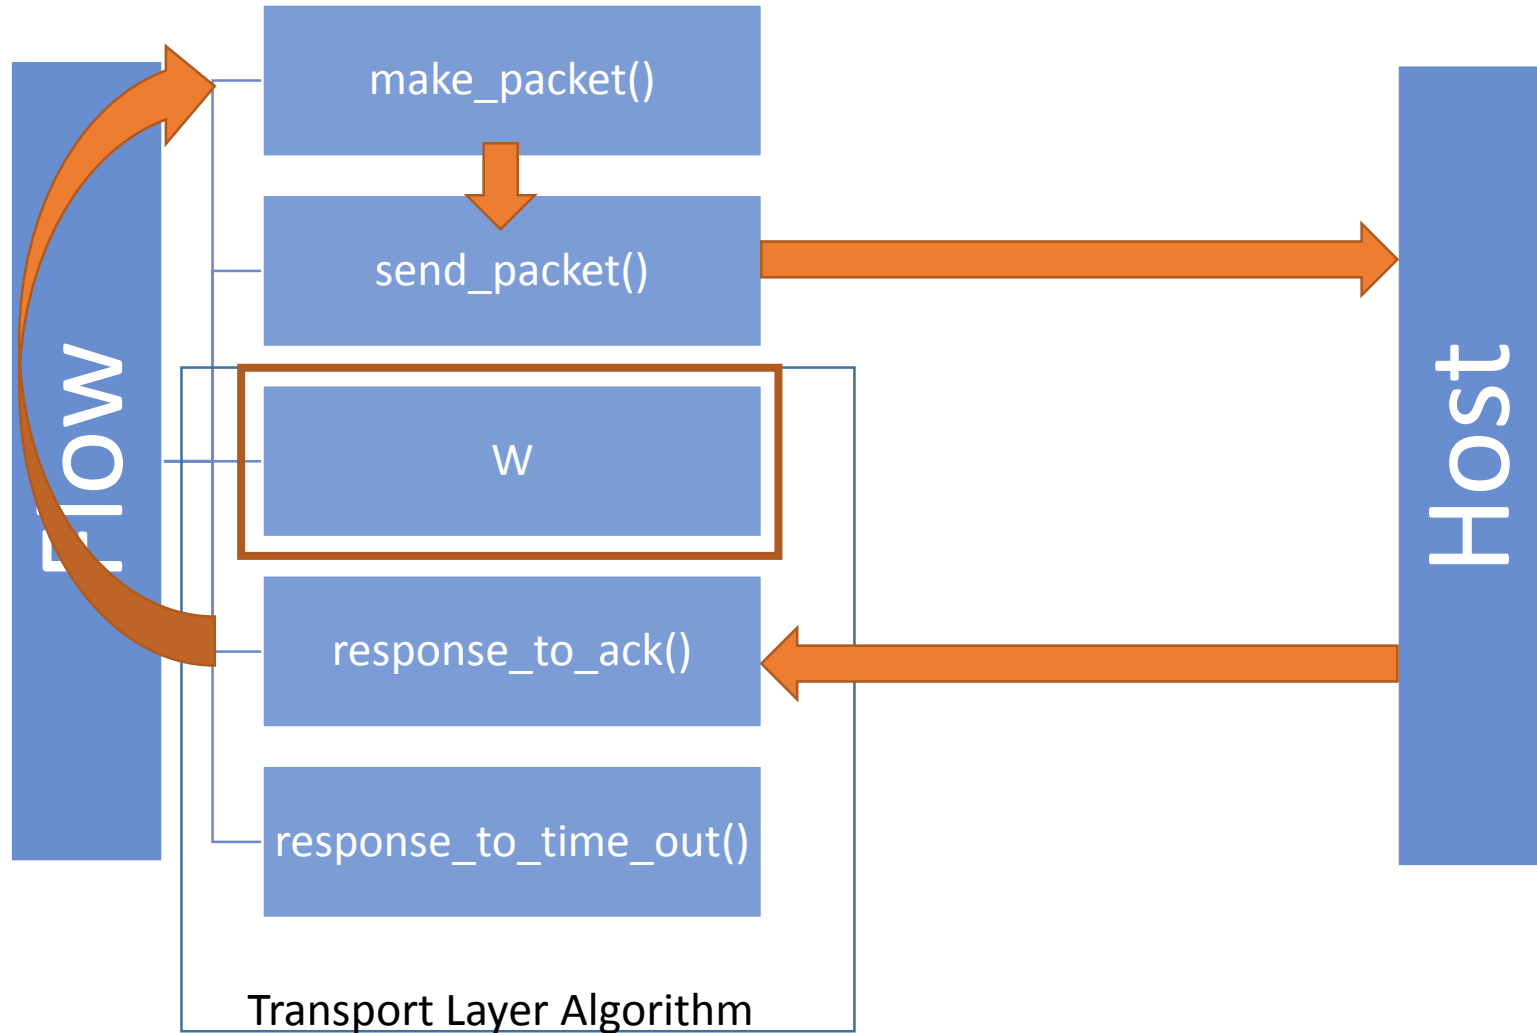 Flow
make_packet()
send_packet()
W
response_to_ack()
response_to_time_out()
Transport Layer Algorithm
Host